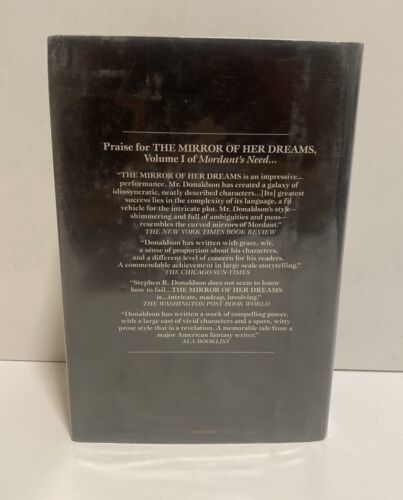 Praise for THE MIRROR OF HER DREAMS,
Volume I of Mordant's Need...
"THE MIRROR OF HER DREAMS is an impressive...
performance. Mr. Donaldson has created a galaxy of
idiosyncratic, neatly described characters...[Its] greatest
success lies in the complexity of its language, a fit
vehicle for the intricate plot. Mr. Donaldson's style—
shimmering and full of ambiguities and puns—
resembles the curved mirrors of Mordant."
THE NEW YORK TIMES BOOK REVIEW
"Donaldson has written with grace, wit,
a sense of proportion about his characters,
and a different level of concern for his readers.
A commendable achievement in large-scale storytelling."
THE CHICAGO SUN-TIMES
"Stephen R. Donaldson does not seem to know
how to fail...THE MIRROR OF HER DREAMS
is...intricate, madcap, involving."
THE WASHINGTON POST BOOK WORLD
"Donaldson has written a work of compelling power,
with a large cast of vivid characters and a spare, witty
prose style that is a revelation. A memorable tale from a
major American fantasy writer."
ALA BOOKLIST